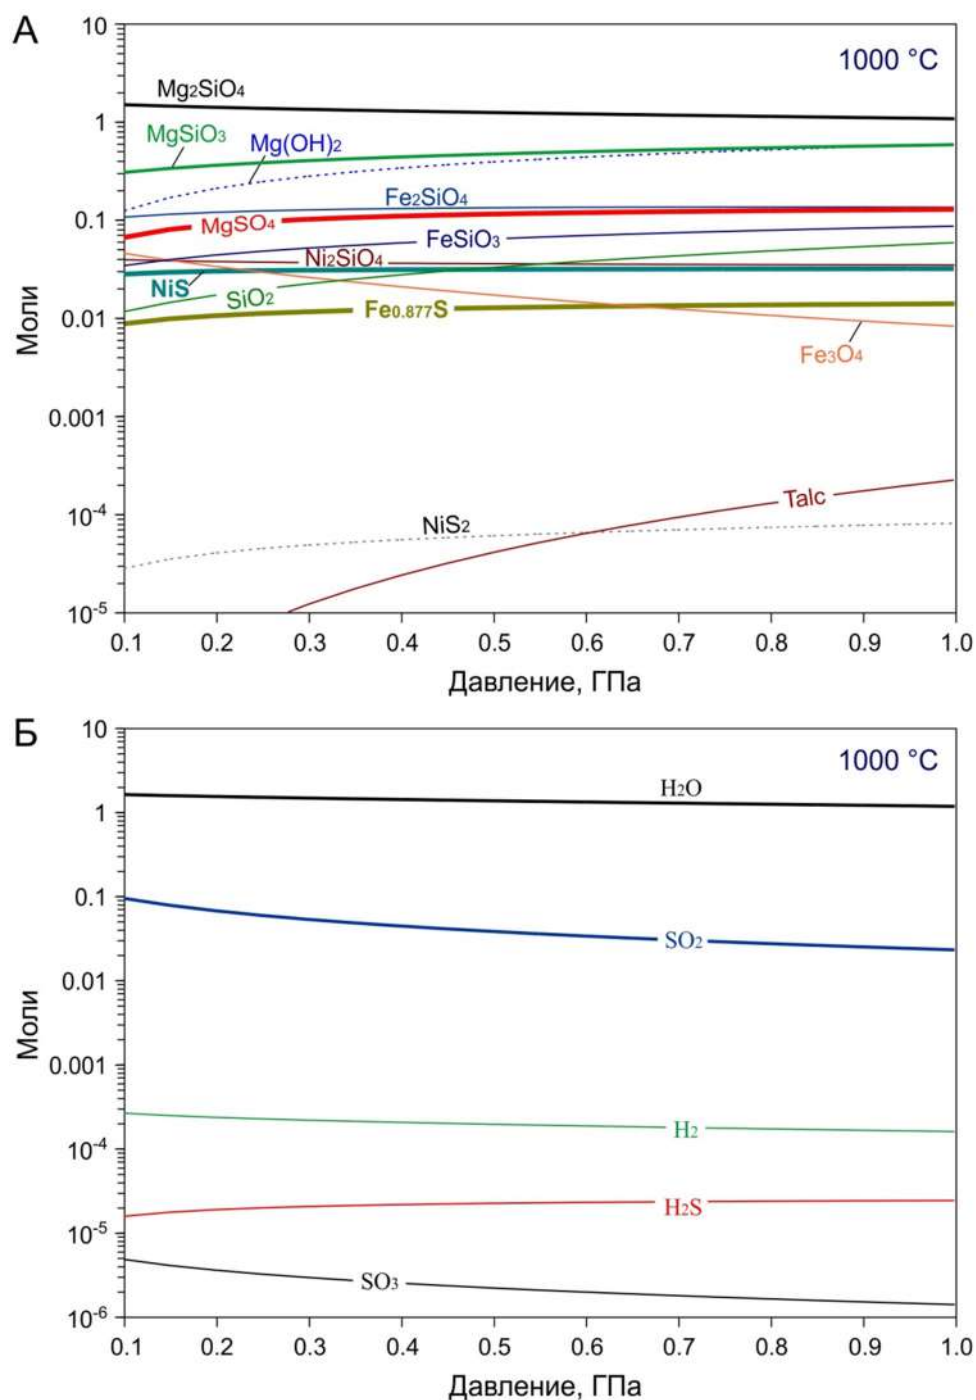 А
1000 °C
10
1
0.1
0.01
0.001
10-4
10-5
Моли
Mg2SiO4
MgSiO3
Mg(OH)2
Fe2SiO4
MgSO4
FeSiO3
Ni2SiO4
NiS
SiO2
Fe0.877S
Fe3O4
Talc
NiS2
0.1 0.2 0.3 0.4 0.5 0.6 0.7 0.8 0.9 1.0
Давление, ГПа
Б
1000 °C
10
1
0.1
0.01
0.001
10-4
10-5
10-6
Моли
H2O
SO2
H2
H2S
SO3
0.1 0.2 0.3 0.4 0.5 0.6 0.7 0.8 0.9 1.0
Давление, ГПа